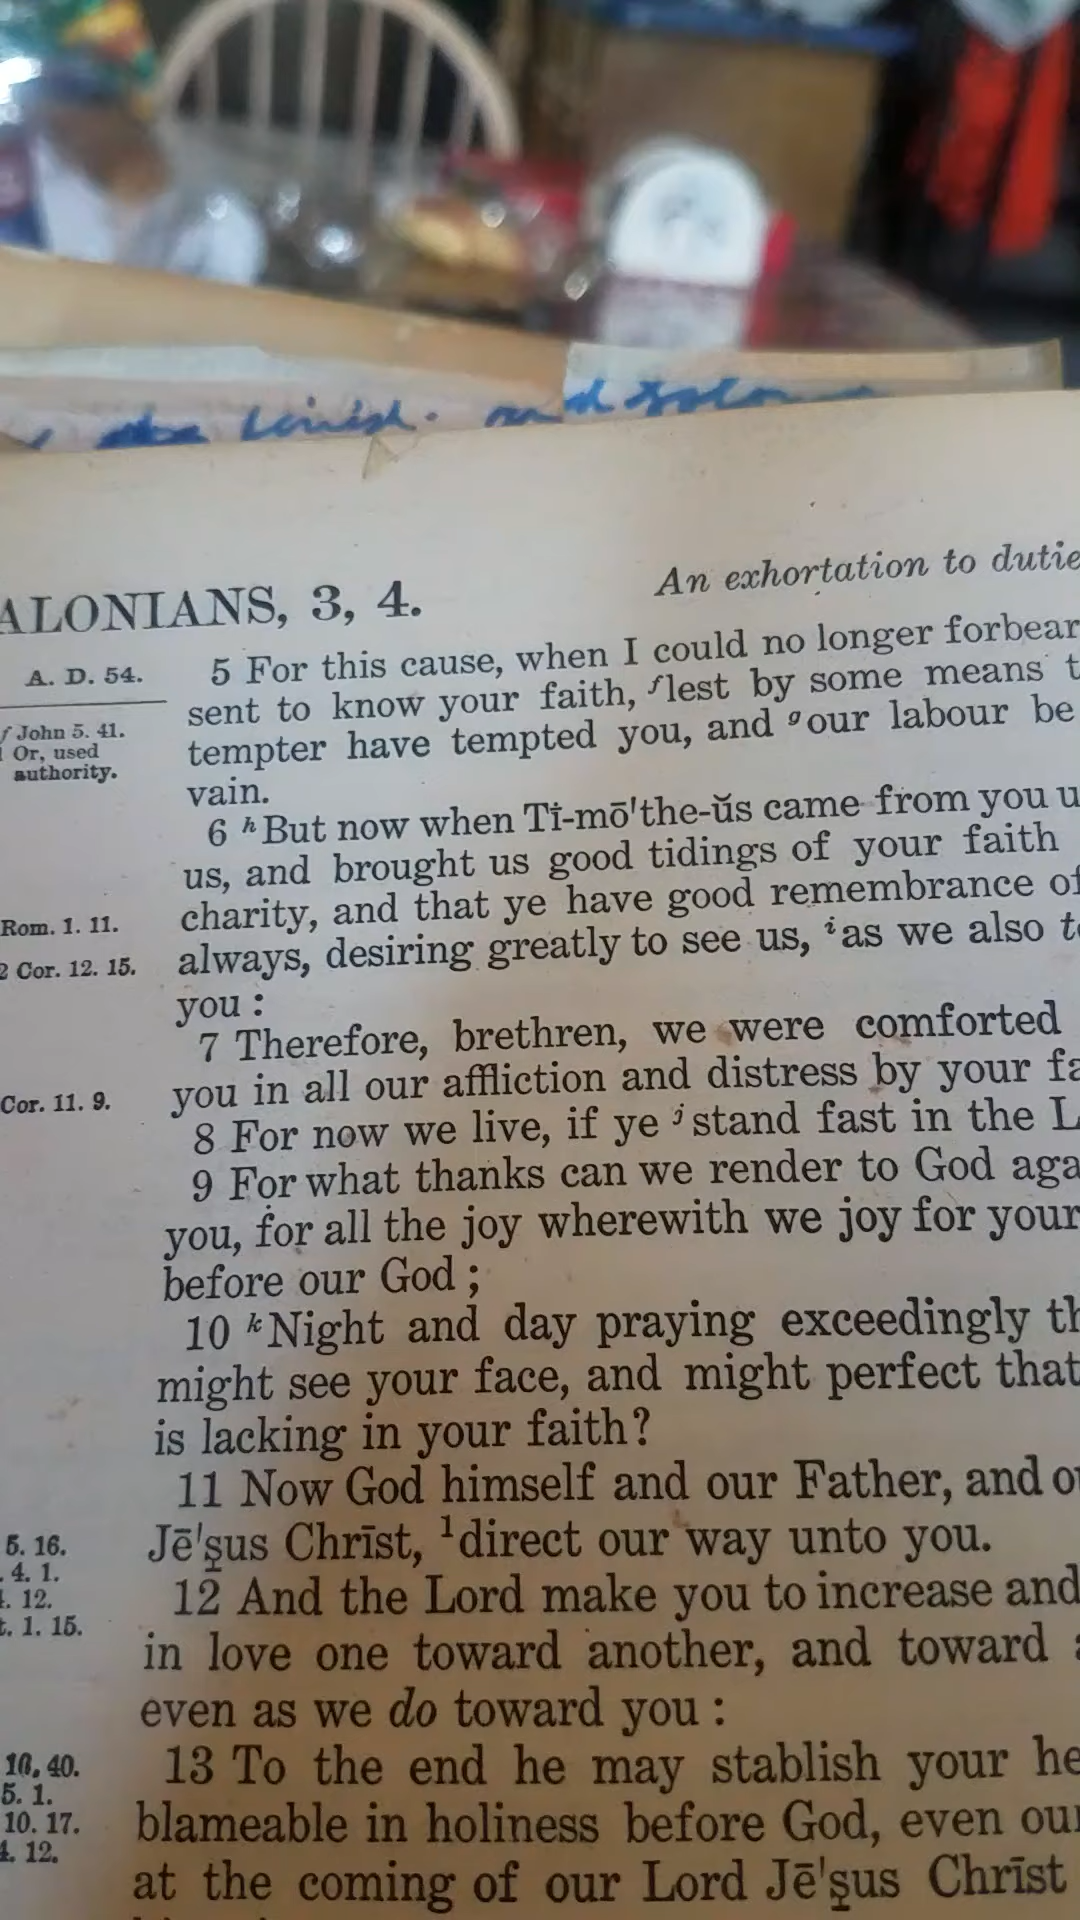 and
ALONIANS, 3, 4.
An exhortation to dutie
A. D. 54.
f John 5. 41.
Or, used
authority.
Rom. 1. 11.
2 Cor. 12. 15.
Cor. 11. 9.
5. 16.
4. 1.
12.
1. 15.
10, 40.
5. 1.
10. 17.
12.
5 For this cause, when I could no longer forbear
sent to know your faith, f lest by some means t
tempter have tempted you, and g our labour be
vain.
6 h But now when Tĭ-mō'the-ŭs came from you u
us, and brought us good tidings of your faith
charity, and that ye have good remembrance of
always, desiring greatly to see us, i as we also t
you :
7 Therefore, brethren, we were comforted
you in all our affliction and distress by your fa
8 For now we live, if ye j stand fast in the L
9 For what thanks can we render to God aga
you, for all the joy wherewith we joy for your
before our God ;
10 k Night and day praying exceedingly th
might see your face, and might perfect that
is lacking in your faith?
11 Now God himself and our Father, and ou
Jē'ṣus Chrīst, 1 direct our way unto you.
12 And the Lord make you to increase and
in love one toward another, and toward a
even as we do toward you :
13 To the end he may stablish your he
blameable in holiness before God, even our
at the coming of our Lord Jē'ṣus Chrīst